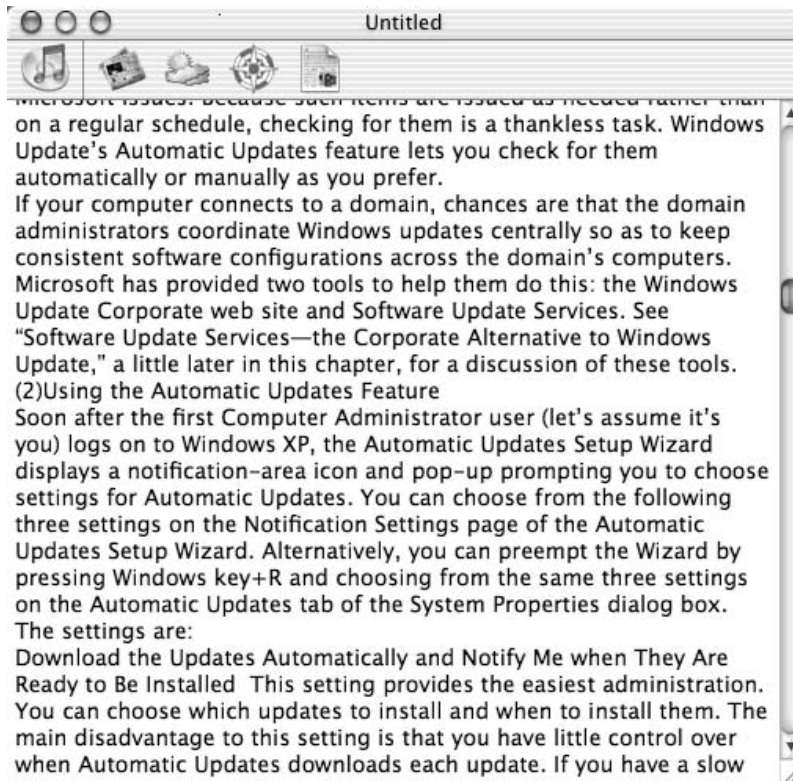 Untitled
Microsoft issues. Because such items are issued as needed rather than
on a regular schedule, checking for them is a thankless task. Windows
Update’s Automatic Updates feature lets you check for them
automatically or manually as you prefer.
If your computer connects to a domain, chances are that the domain
administrators coordinate Windows updates centrally so as to keep
consistent software configurations across the domain’s computers.
Microsoft has provided two tools to help them do this: the Windows
Update Corporate web site and Software Update Services. See
“Software Update Services—the Corporate Alternative to Windows
Update,” a little later in this chapter, for a discussion of these tools.
(2)Using the Automatic Updates Feature
Soon after the first Computer Administrator user (let’s assume it’s
you) logs on to Windows XP, the Automatic Updates Setup Wizard
displays a notification–area icon and pop–up prompting you to choose
settings for Automatic Updates. You can choose from the following
three settings on the Notification Settings page of the Automatic
Updates Setup Wizard. Alternatively, you can preempt the Wizard by
pressing Windows key+R and choosing from the same three settings
on the Automatic Updates tab of the System Properties dialog box.
The settings are:
Download the Updates Automatically and Notify Me when They Are
Ready to Be Installed  This setting provides the easiest administration.
You can choose which updates to install and when to install them. The
main disadvantage to this setting is that you have little control over
when Automatic Updates downloads each update. If you have a slow